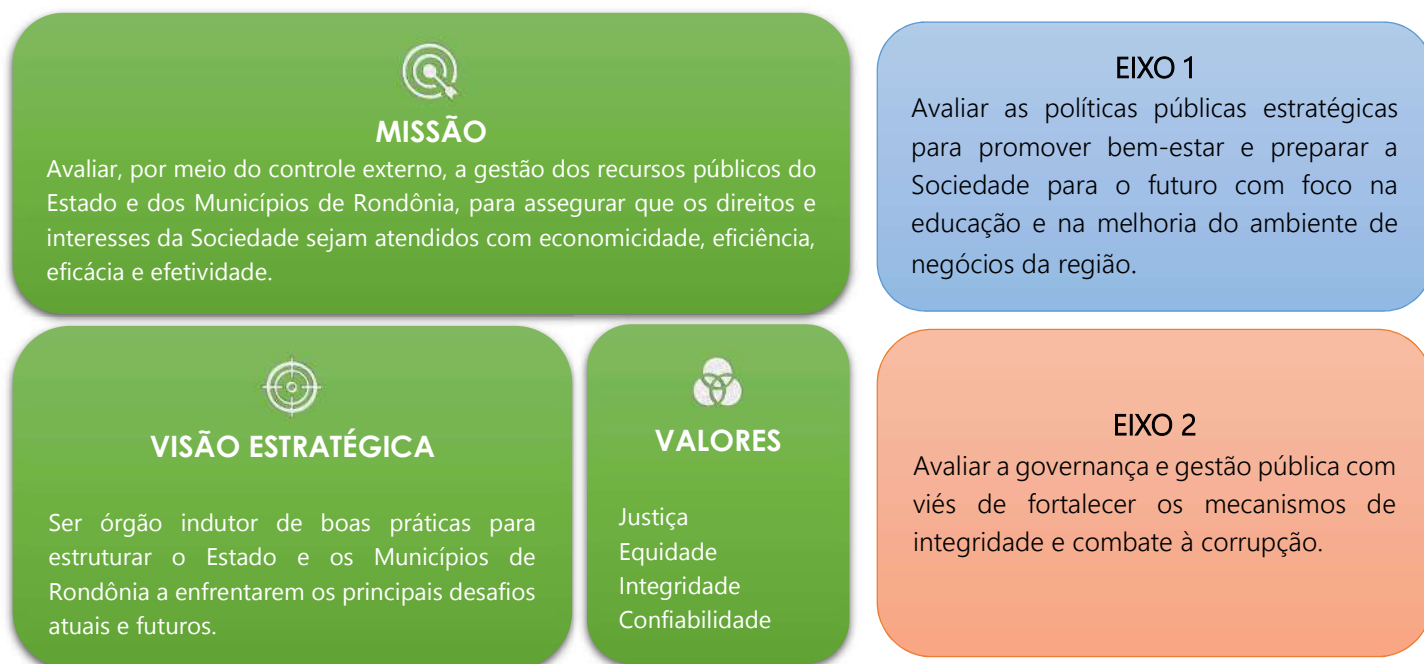 MISSÃO
Avaliar, por meio do controle externo, a gestão dos recursos públicos do
Estado e dos Municípios de Rondônia, para assegurar que os direitos e
interesses da Sociedade sejam atendidos com economicidade, eficiência,
eficácia e efetividade.
EIXO 1
Avaliar as políticas públicas estratégicas
para promover bem-estar e preparar a
Sociedade para o futuro com foco na
educação e na melhoria do ambiente de
negócios da região.
VISÃO ESTRATÉGICA
Ser órgão indutor de boas práticas para
estruturar o Estado e os Municípios de
Rondônia a enfrentarem os principais desafios
atuais e futuros.
VALORES
Justiça
Equidade
Integridade
Confiabilidade
EIXO 2
Avaliar a governança e gestão pública com
viés de fortalecer os mecanismos de
integridade e combate à corrupção.